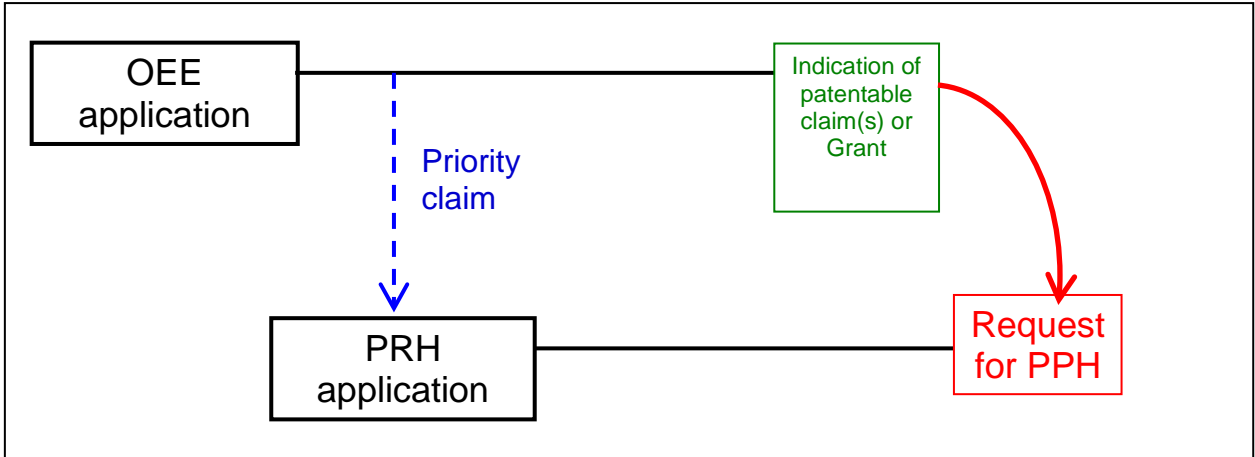 OEE
application
Indication of
patentable
claim(s) or
Grant
Priority
claim
PRH
application
Request
for PPH